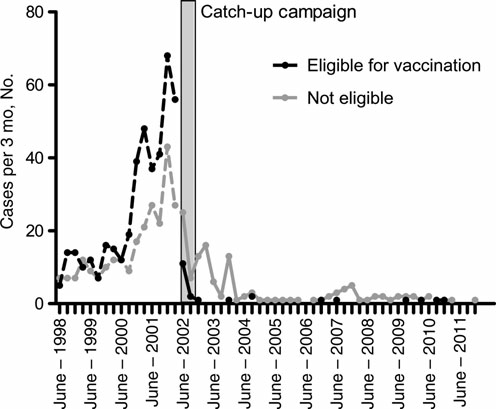 Catch-up campaign
Cases per 3 mo, No.
80
60
40
20
0
Eligible for vaccination
Not eligible
June – 1998
June – 1999
June – 2000
June – 2001
June – 2002
June – 2003
June – 2004
June – 2005
June – 2006
June – 2007
June – 2008
June – 2009
June – 2010
June – 2011